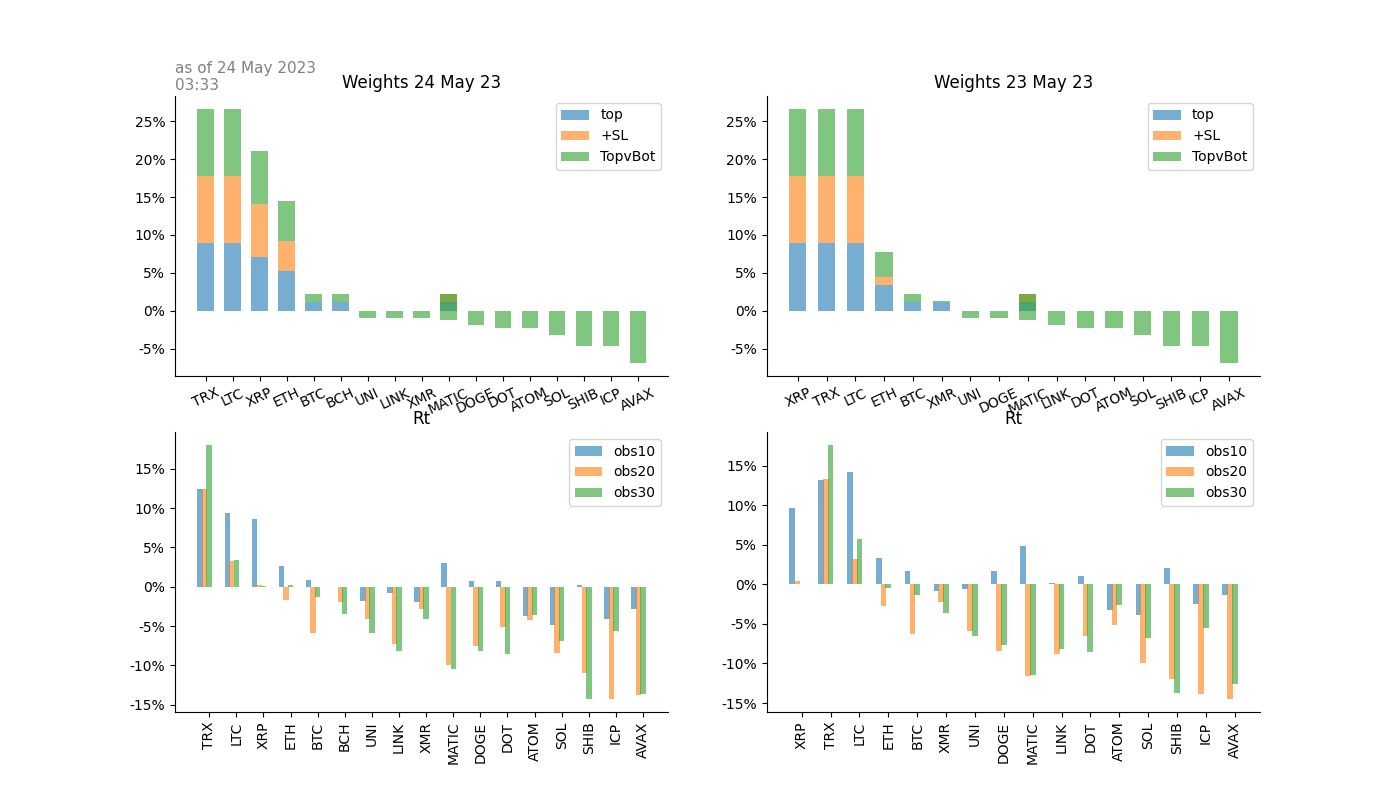 as of 24 May 2023
03:33
Weights 24 May 23
25%
20%
15%
10%
5%
0%
-5%
top
+SL
TopvBot
TRX LTC XRP ETH BTC BCH UNI LINK XMR MATIC DOGE DOT ATOM SOL SHIB ICP AVAX
Weights 23 May 23
25%
20%
15%
10%
5%
0%
-5%
top
+SL
TopvBot
XRP TRX LTC ETH BTC XMR UNI DOGE MATIC LINK DOT ATOM SOL SHIB ICP AVAX
Rt
15%
10%
5%
0%
-5%
-10%
-15%
obs10
obs20
obs30
TRX LTC XRP ETH BTC BCH UNI LINK XMR MATIC DOGE DOT ATOM SOL SHIB ICP AVAX
Rt
15%
10%
5%
0%
-5%
-10%
-15%
obs10
obs20
obs30
XRP TRX LTC ETH BTC XMR UNI DOGE MATIC LINK DOT ATOM SOL SHIB ICP AVAX